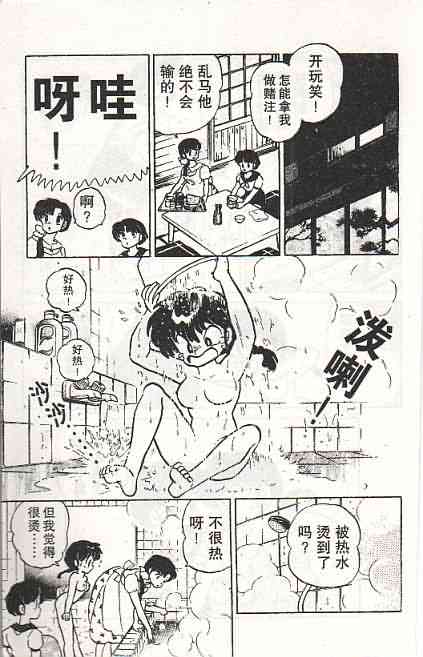 开玩笑！
怎能拿我
做赌注！
乱马他
绝不会
输的！
哇呀！
啊？
好热！
好热！
沙沙
泼喇！
被热水
烫到了
吗？
不很热
呀！
但我觉得
很烫……